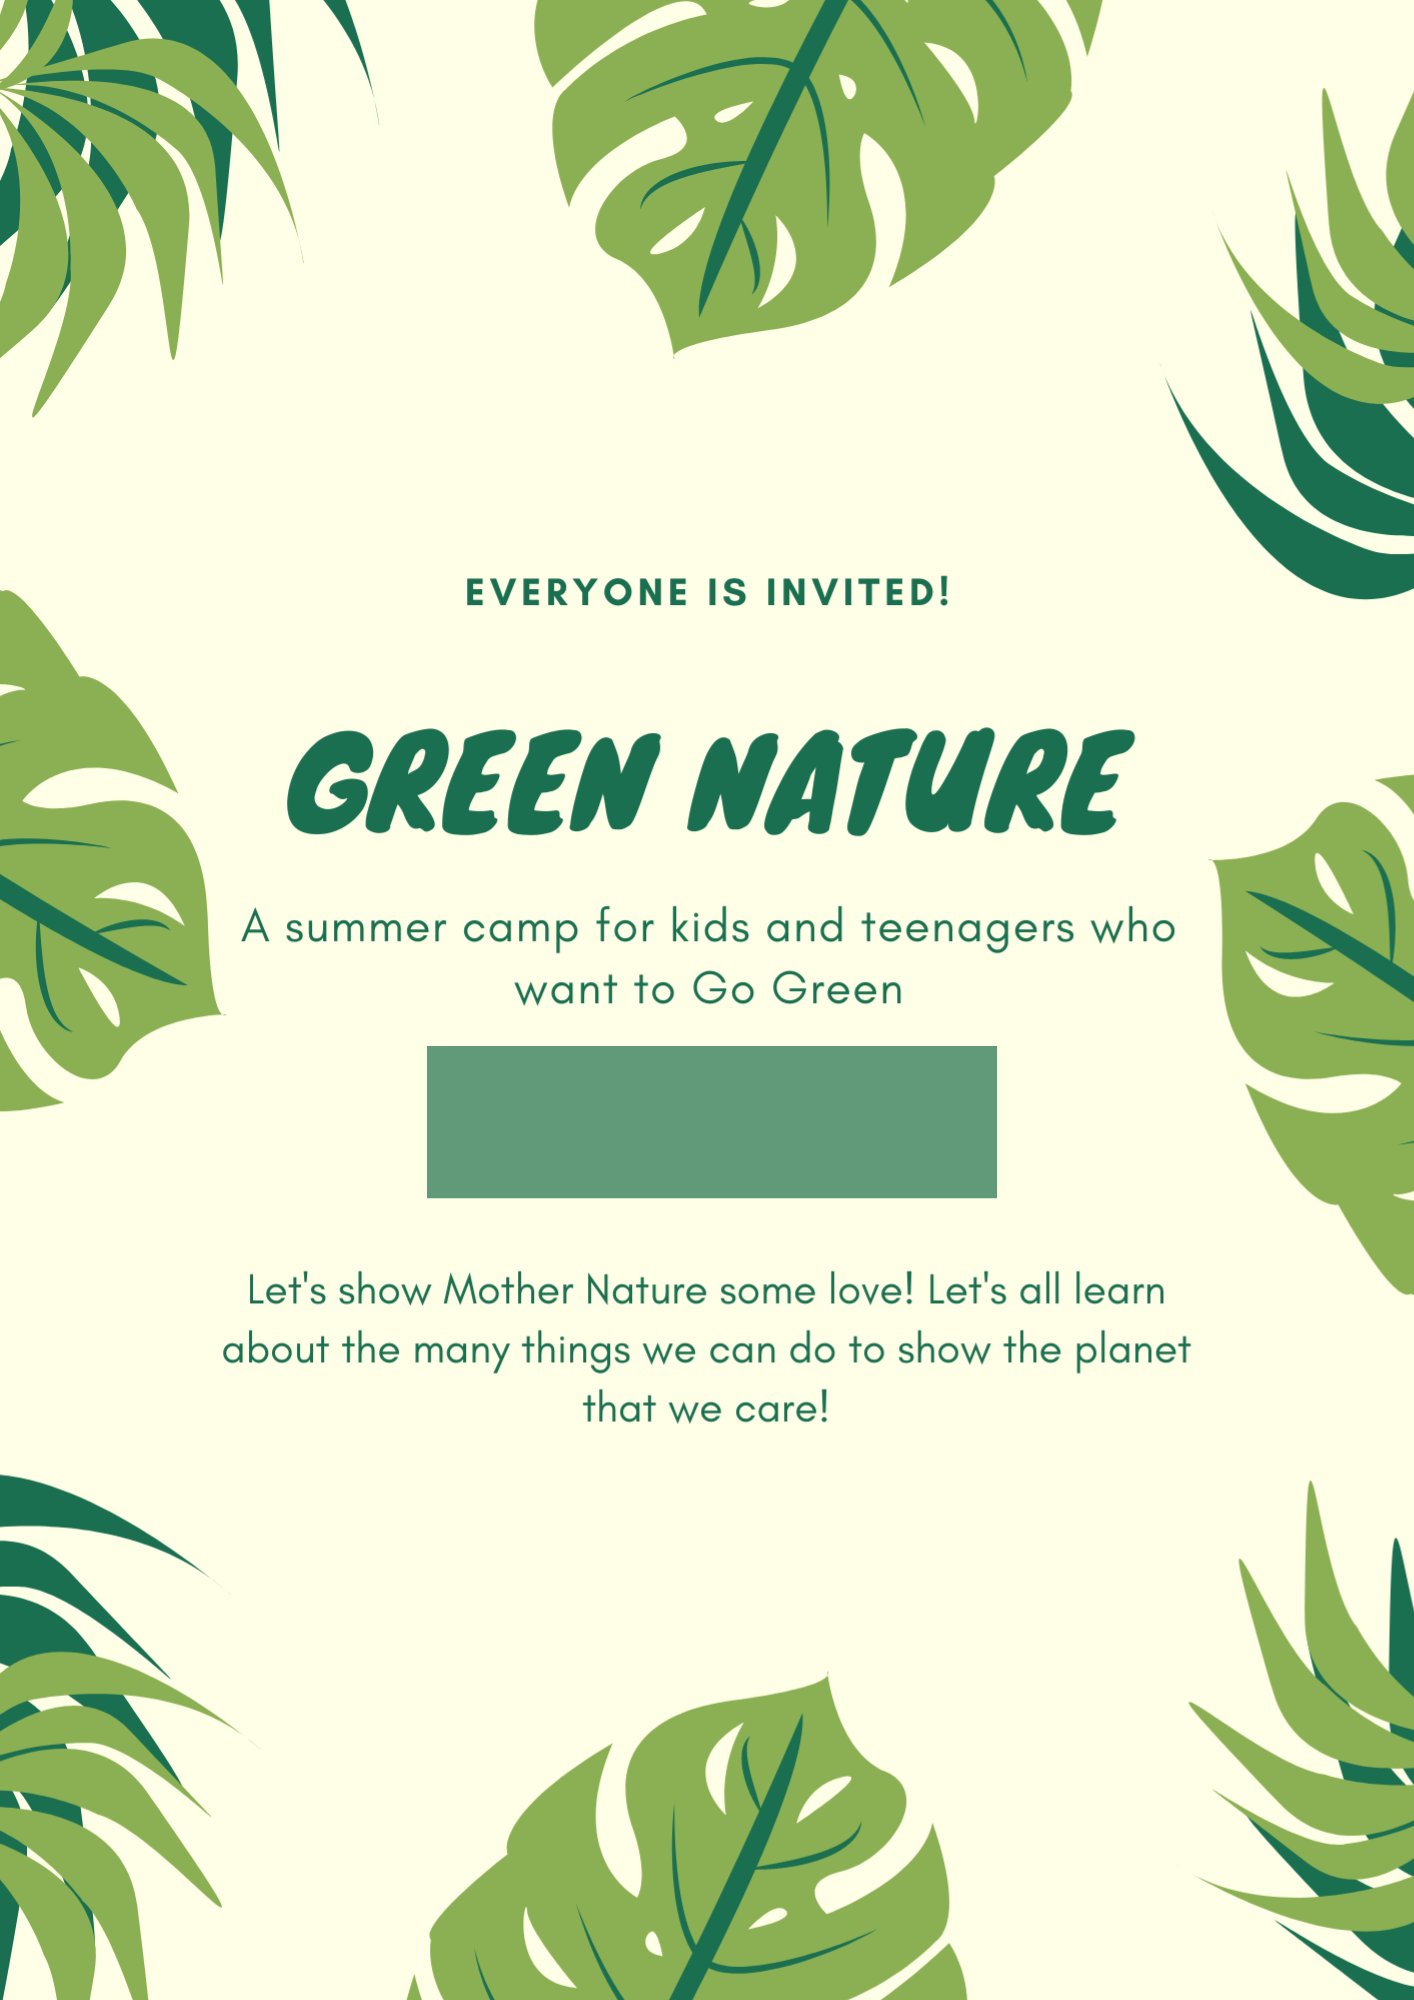 EVERYONE IS INVITED!
GREEN NATURE
A summer camp for kids and teenagers who
want to Go Green
Let's show Mother Nature some love! Let's all learn
about the many things we can do to show the planet
that we care!